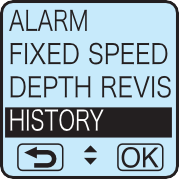 ALARM
FIXED SPEED
DEPTH REVIS
HISTORY
OK